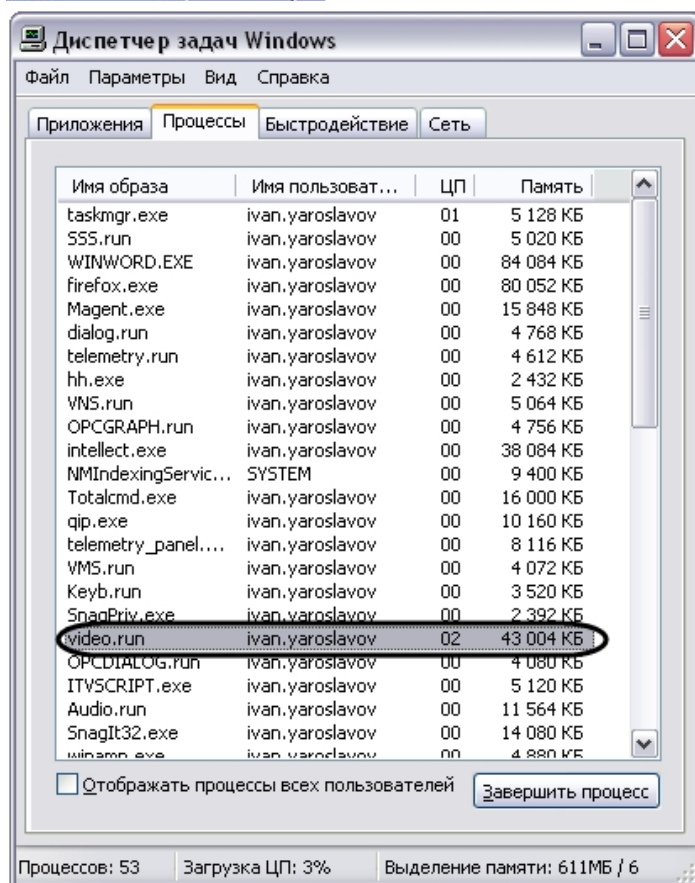 Диспетчер задач Windows
Файл Параметры Вид Справка
Приложения Процессы Быстродействие Сеть
Имя образа Имя пользоват... ЦП Память
taskmgr.exe ivan.yaroslavov 01 5 128 КБ
SSS.run ivan.yaroslavov 00 5 020 КБ
WINWORD.EXE ivan.yaroslavov 00 84 084 КБ
firefox.exe ivan.yaroslavov 00 80 052 КБ
Magent.exe ivan.yaroslavov 00 15 848 КБ
dialog.run ivan.yaroslavov 00 4 768 КБ
telemetry.run ivan.yaroslavov 00 4 612 КБ
hh.exe ivan.yaroslavov 00 2 432 КБ
VNS.run ivan.yaroslavov 00 5 064 КБ
OPCGRAPH.run ivan.yaroslavov 00 4 756 КБ
intellect.exe ivan.yaroslavov 00 38 084 КБ
NMIndexingServic... SYSTEM 00 9 400 КБ
Totalcmd.exe ivan.yaroslavov 00 16 000 КБ
qip.exe ivan.yaroslavov 00 10 160 КБ
telemetry_panel.... ivan.yaroslavov 00 8 116 КБ
VMS.run ivan.yaroslavov 00 4 072 КБ
Keyb.run ivan.yaroslavov 00 3 520 КБ
SnagPriv.exe ivan.yaroslavov 00 2 392 КБ
video.run ivan.yaroslavov 02 43 004 КБ
OPCDIALOG.run ivan.yaroslavov 00 4 080 КБ
ITVSCRIPT.exe ivan.yaroslavov 00 5 120 КБ
Audio.run ivan.yaroslavov 00 11 564 КБ
SnagIt32.exe ivan.yaroslavov 00 14 080 КБ
winamp.exe ivan.yaroslavov 00 4 880 КБ
Отображать процессы всех пользователей Завершить процесс
Процессов: 53 Загрузка ЦП: 3% Выделение памяти: 611МБ / 6